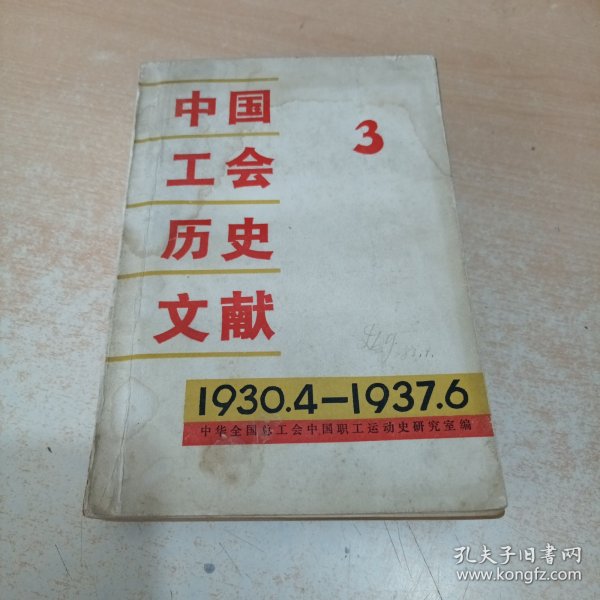 中国
工会
历史
文献
3
1930.4—1937.6
中华全国总工会中国职工运动史研究室编
孔夫子旧书网
www.kongfz.com